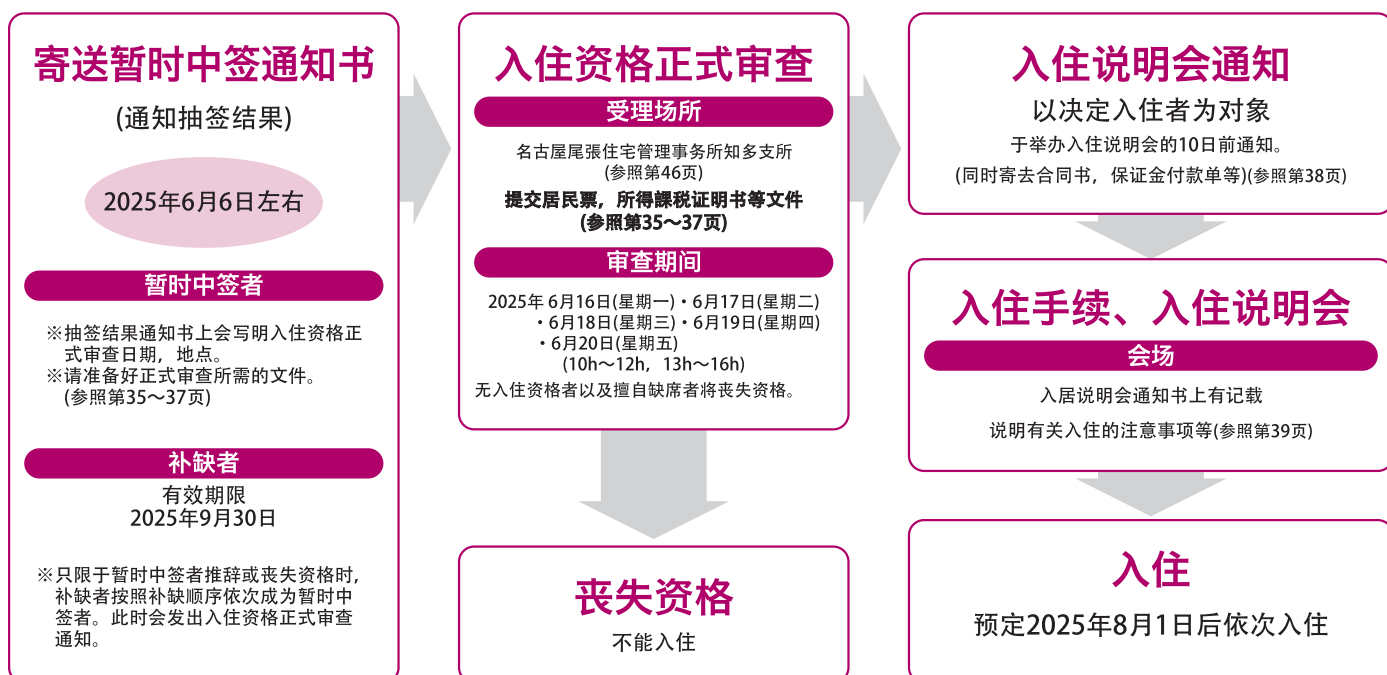 寄送暂时中签通知书
(通知抽签结果)
2025年6月6日左右
暂时中签者
※抽签结果通知书上会写明入住资格正
式审查日期，地点。
※请准备好正式审查所需的文件。
(参照第35～37页)
补缺者
有效期限
2025年9月30日
※只限于暂时中签者推辞或丧失资格时，
补缺者按照补缺顺序依次成为暂时中
签者。此时会发出入住资格正式审查
通知。
入住资格正式审查
受理场所
名古屋尾張住宅管理事务所知多支所
(参照第46页)
提交居民票，所得課税证明书等文件
(参照第35～37页)
审查期间
2025年 6月16日(星期一)・6月17日(星期二)
・6月18日(星期三)・6月19日(星期四)
・6月20日(星期五)
(10h～12h，13h～16h)
无入住资格者以及擅自缺席者将丧失资格。
丧失资格
不能入住
入住说明会通知
以决定入住者为对象
于举办入住说明会的10日前通知。
(同时寄去合同书，保证金付款单等)(参照第38页)
入住手续、入住说明会
会场
入居说明会通知书上有记载
说明有关入住的注意事项等(参照第39页)
入住
预定2025年8月1日后依次入住